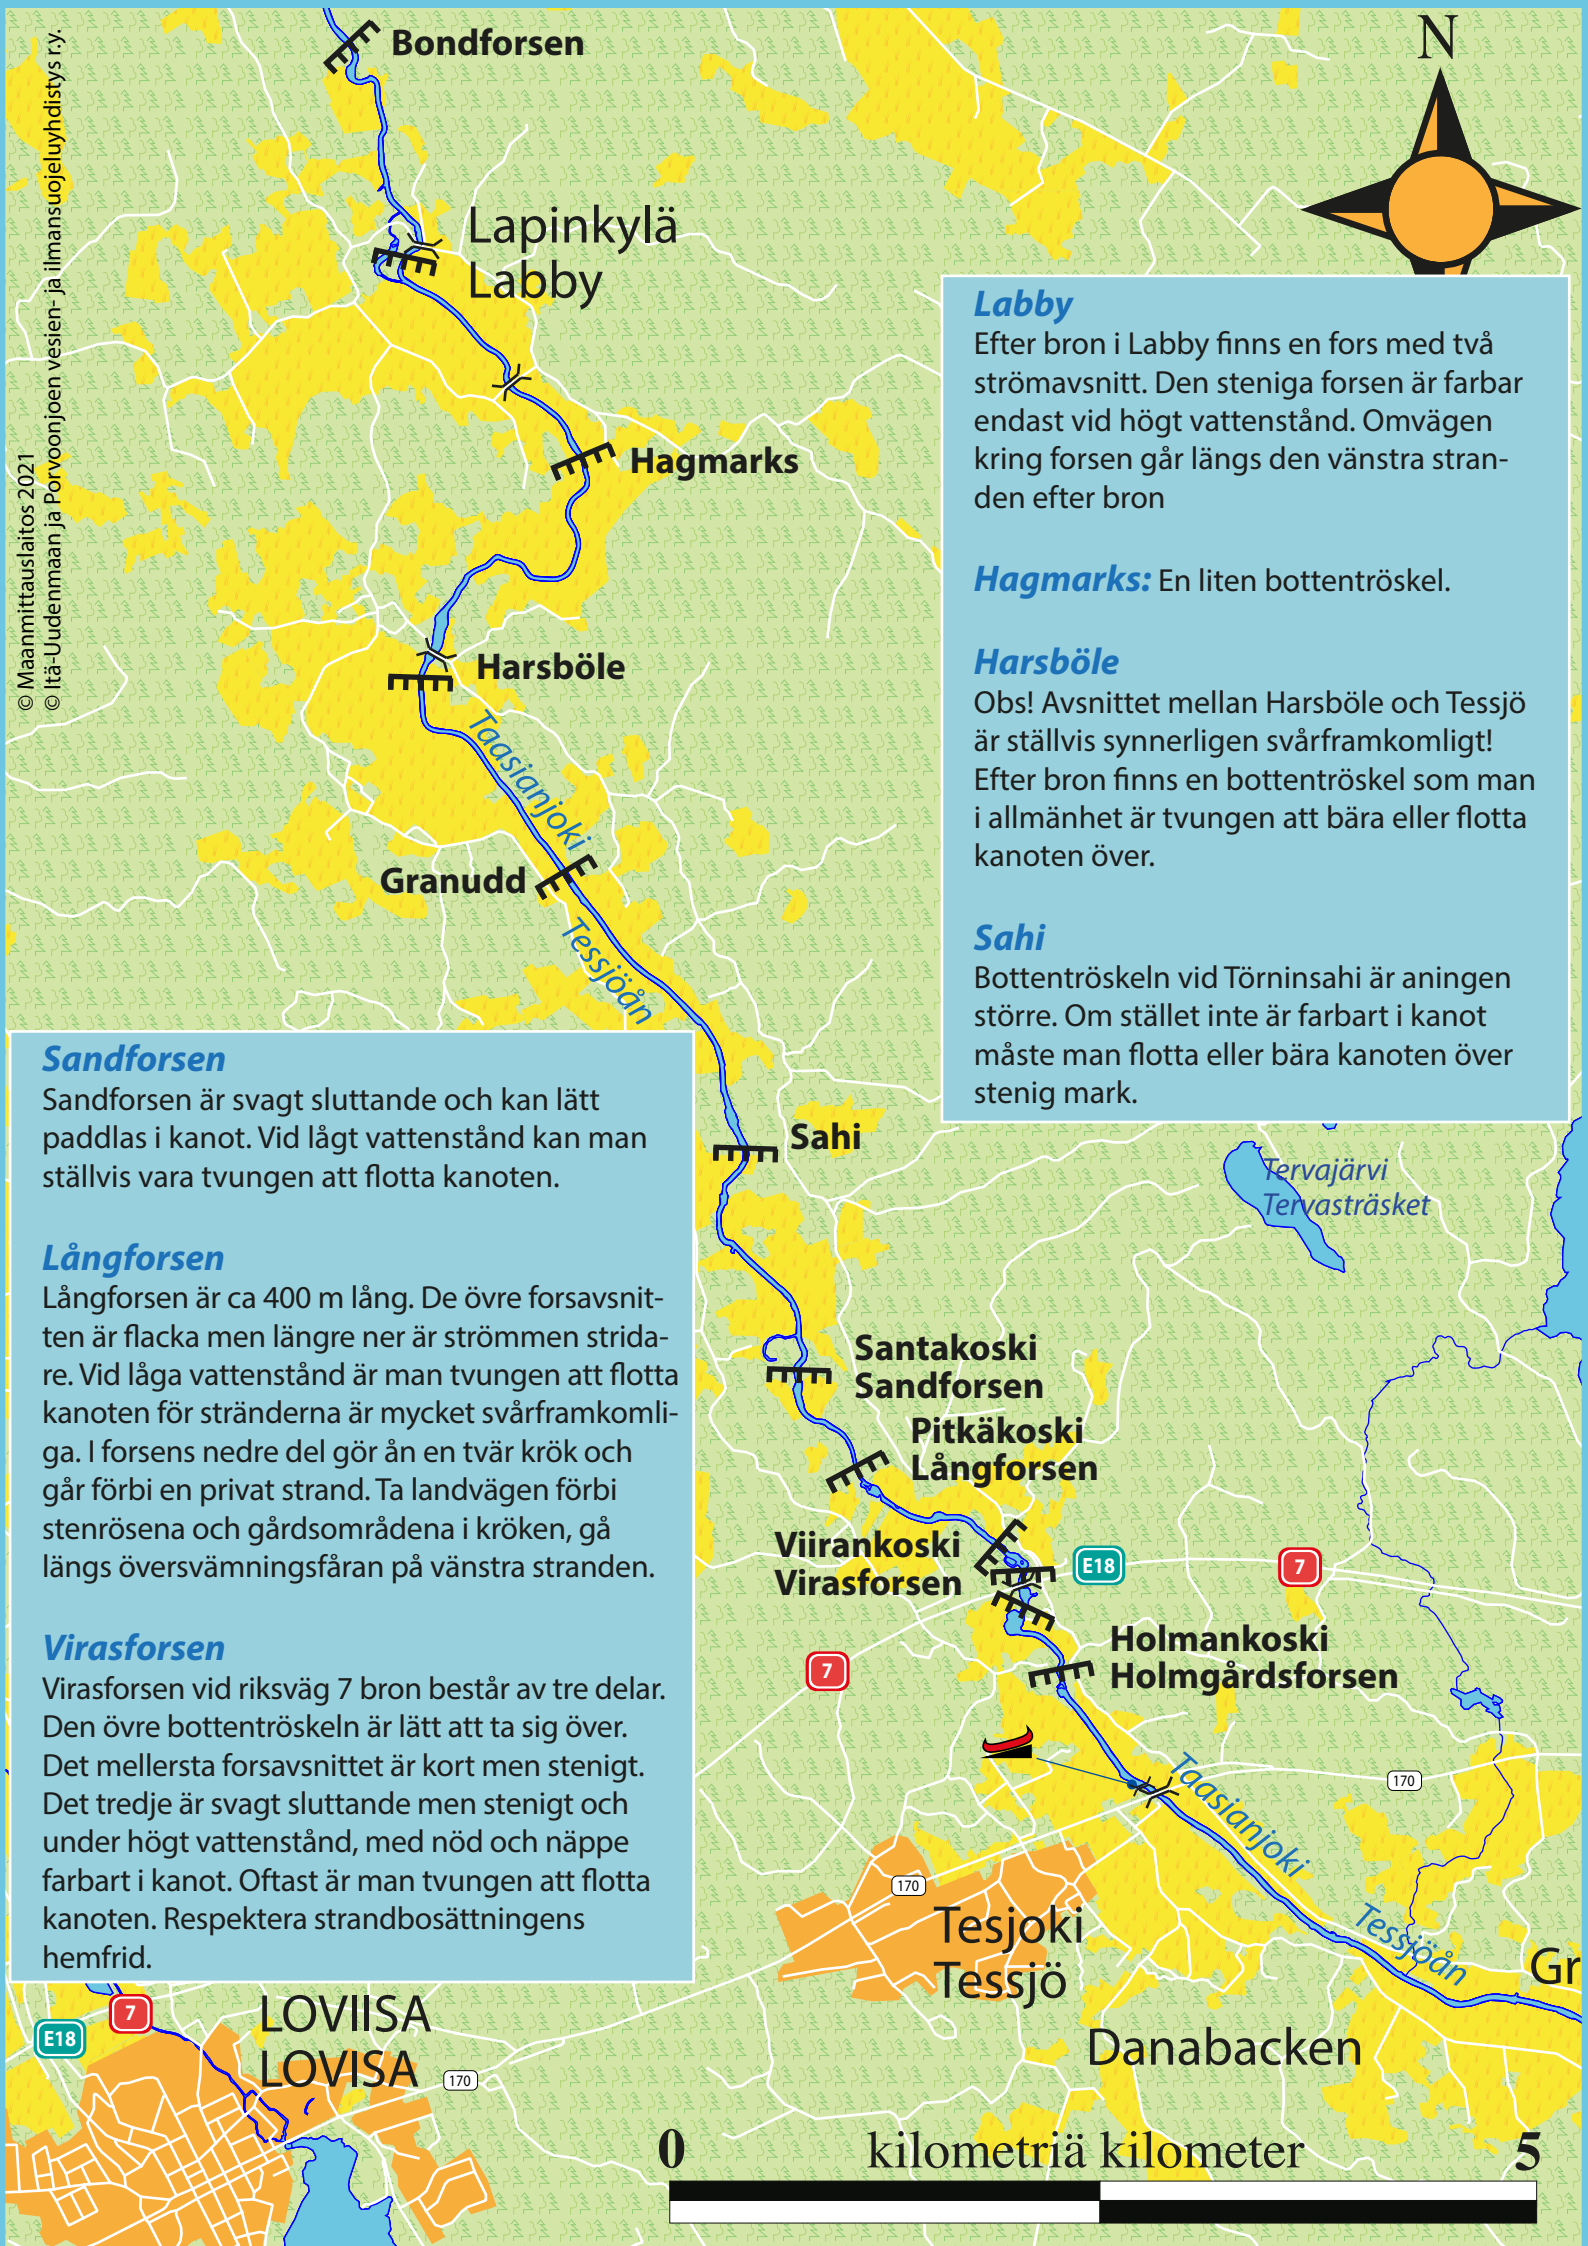 © Maanmittauslaitos 2021
© Itä-Uudenmaan ja Porvoonjoen vesien- ja ilmansuojeluyhdistys r.y.
Bondforsen
N
Lapinkylä
Labby
Labby
Efter bron i Labby finns en fors med två
strömavsnitt. Den steniga forsen är farbar
endast vid högt vattenstånd. Omvägen
kring forsen går längs den vänstra stran-
den efter bron
Hagmarks: En liten bottentröskel.
Harsböle
Obs! Avsnittet mellan Harsböle och Tessjö
är ställvis synnerligen svårframkomligt!
Efter bron finns en bottentröskel som man
i allmänhet är tvungen att bära eller flotta
kanoten över.
Sahi
Bottentröskeln vid Törninsahi är aningen
större. Om stället inte är farbart i kanot
måste man flotta eller bära kanoten över
stenig mark.
Hagmarks
Harsböle
Taasianjoki
Granudd
Tessjöån
Sandforsen
Sandforsen är svagt sluttande och kan lätt
paddlas i kanot. Vid lågt vattenstånd kan man
ställvis vara tvungen att flotta kanoten.
Långforsen
Långforsen är ca 400 m lång. De övre forsavsnit-
ten är flacka men längre ner är strömmen strida-
re. Vid låga vattenstånd är man tvungen att flotta
kanoten för stränderna är mycket svårframkomli-
ga. I forsens nedre del gör ån en tvär krök och
går förbi en privat strand. Ta landvägen förbi
stenrösena och gårdsområdena i kröken, gå
längs översvämningsfåran på vänstra stranden.
Virasforsen
Virasforsen vid riksväg 7 bron består av tre delar.
Den övre bottentröskeln är lätt att ta sig över.
Det mellersta forsavsnittet är kort men stenigt.
Det tredje är svagt sluttande men stenigt och
under högt vattenstånd, med nöd och näppe
farbart i kanot. Oftast är man tvungen att flotta
kanoten. Respektera strandbosättningens
hemfrid.
Sahi
Tervajärvi
Tervasträsket
Santakoski
Sandforsen
Pitkäkoski
Långforsen
Viirankoski
Virasforsen
E18
7
Holmankoski
Holmgårdsforsen
7
Taasianjoki
170
170
Tesjoki
Tessjö
Tessjöån
Gr
Danabacken
7
E18
LOVIISA
LOVISA
170
0 kilometriä kilometer 5